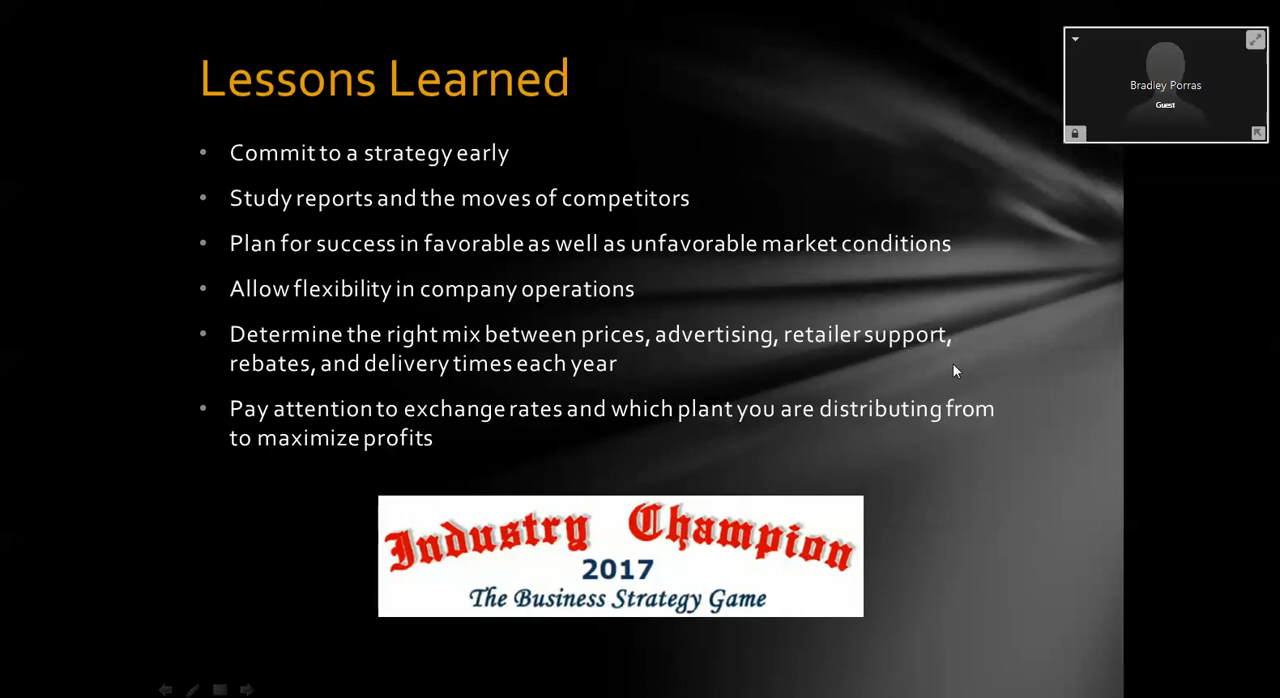 Lessons Learned
Bradley Porras
Guest
• Commit to a strategy early
• Study reports and the moves of competitors
• Plan for success in favorable as well as unfavorable market conditions
• Allow flexibility in company operations
• Determine the right mix between prices, advertising, retailer support,
rebates, and delivery times each year
• Pay attention to exchange rates and which plant you are distributing from
to maximize profits
Industry Champion
2017
The Business Strategy Game